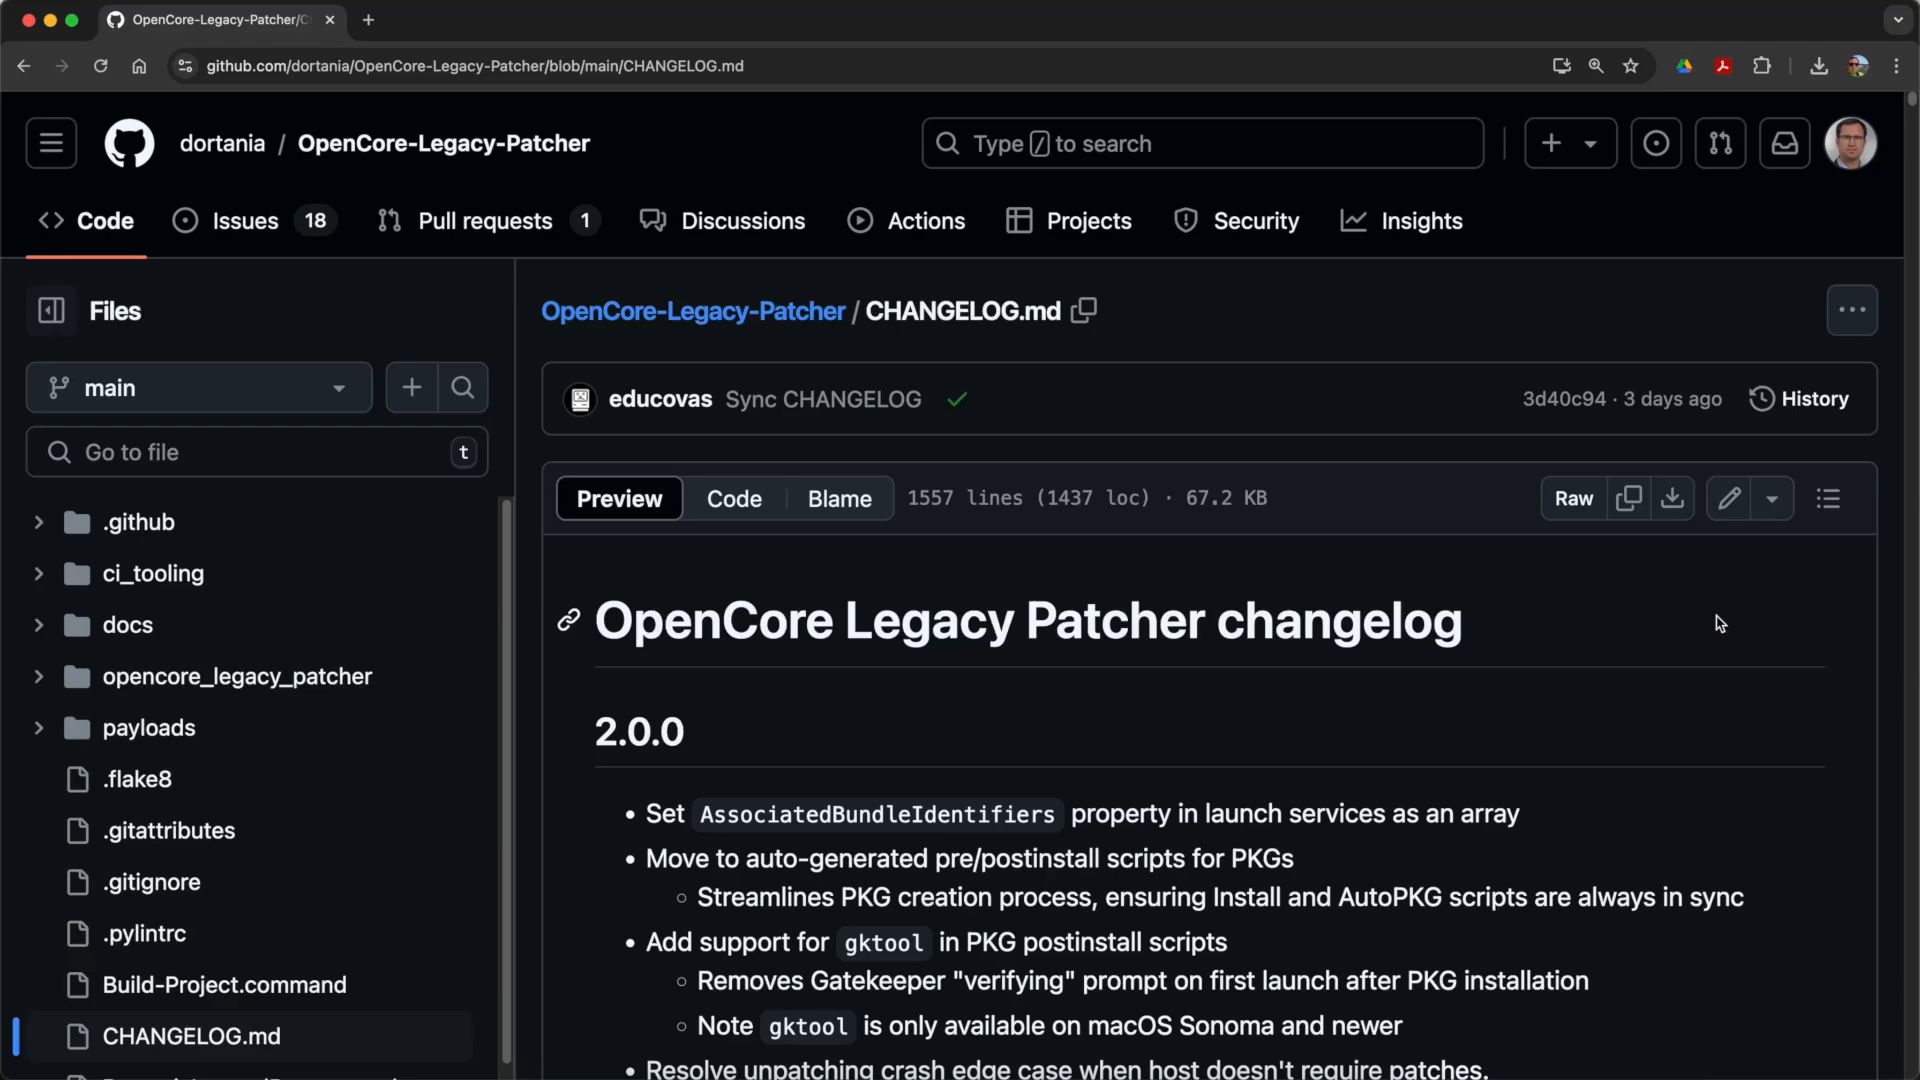 OpenCore-Legacy-Patcher/C
github.com/dortania/OpenCore-Legacy-Patcher/blob/main/CHANGELOG.md
dortania / OpenCore-Legacy-Patcher
Type / to search
Code
Issues 18
Pull requests 1
Discussions
Actions
Projects
Security
Insights
Files
main
Go to file
t
.github
ci_tooling
docs
opencore_legacy_patcher
payloads
.flake8
.gitattributes
.gitignore
.pylintrc
Build-Project.command
CHANGELOG.md
OpenCore-Legacy-Patcher / CHANGELOG.md
educovas Sync CHANGELOG
3d40c94 · 3 days ago
History
Preview
Code
Blame
1557 lines (1437 loc) · 67.2 KB
Raw
OpenCore Legacy Patcher changelog
2.0.0
• Set AssociatedBundleIdentifiers property in launch services as an array
• Move to auto-generated pre/postinstall scripts for PKGs
○ Streamlines PKG creation process, ensuring Install and AutoPKG scripts are always in sync
• Add support for gktool in PKG postinstall scripts
○ Removes Gatekeeper "verifying" prompt on first launch after PKG installation
○ Note gktool is only available on macOS Sonoma and newer
• Resolve unpatching crash edge case when host doesn't require patches.